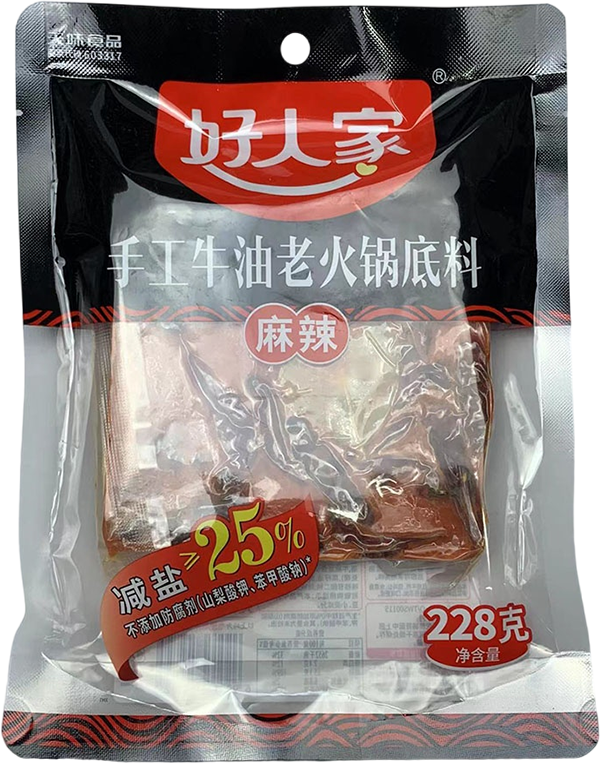 天味食品
603317
®
好人家
手工牛油老火锅底料
麻辣
减盐≥25%
不添加防腐剂(山梨酸钾、苯甲酸钠)*
228克
净含量